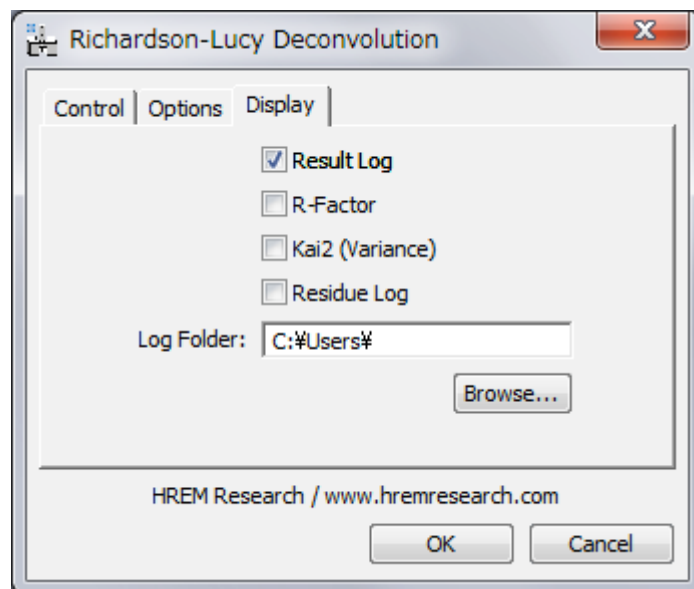 Richardson-Lucy Deconvolution
Control Options Display
Result Log
R-Factor
Kai2 (Variance)
Residue Log
Log Folder: C:¥Users¥
Browse...
HREM Research / www.hremresearch.com
OK Cancel